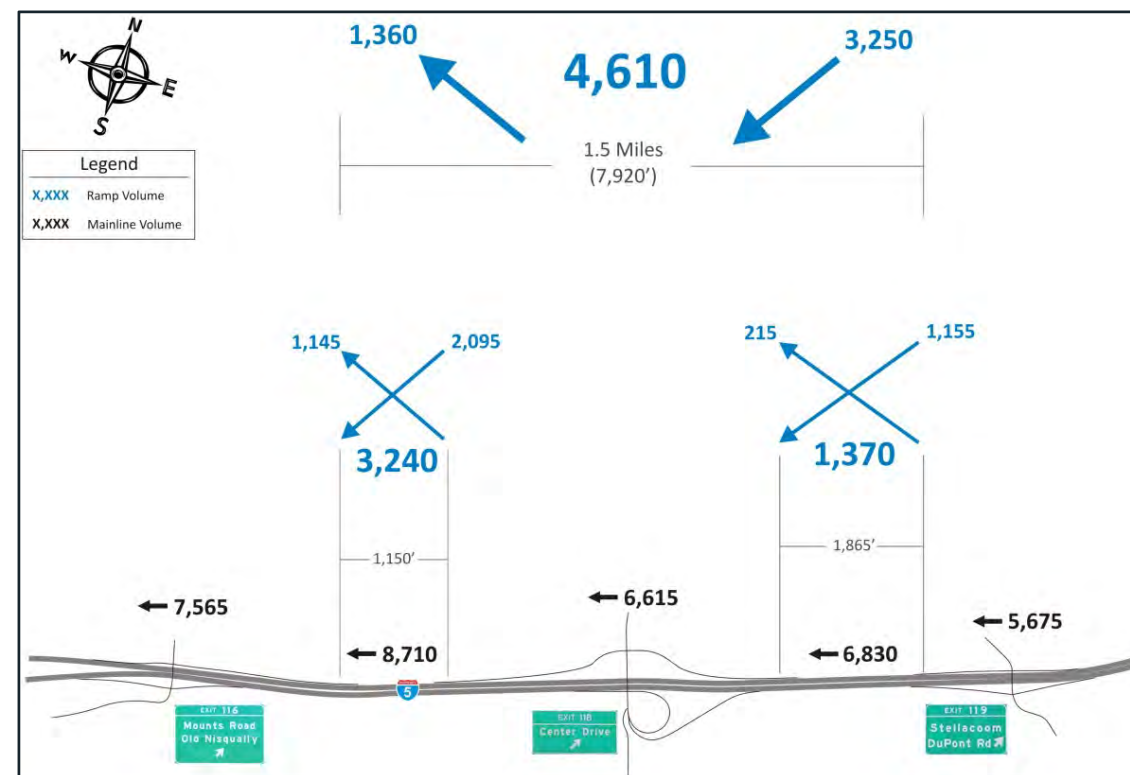 N
W
E
S
Legend
X,XXX Ramp Volume
X,XXX Mainline Volume
1,360
4,610
3,250
1.5 Miles
(7,920')
1,145
2,095
3,240
1,150'
215
1,155
1,370
1,865'
7,565
8,710
6,615
6,830
5,675
5
EXIT 116
Mounts Road
Old Nisqually
EXIT 118
Center Drive
EXIT 119
Steilacoom
DuPont Rd